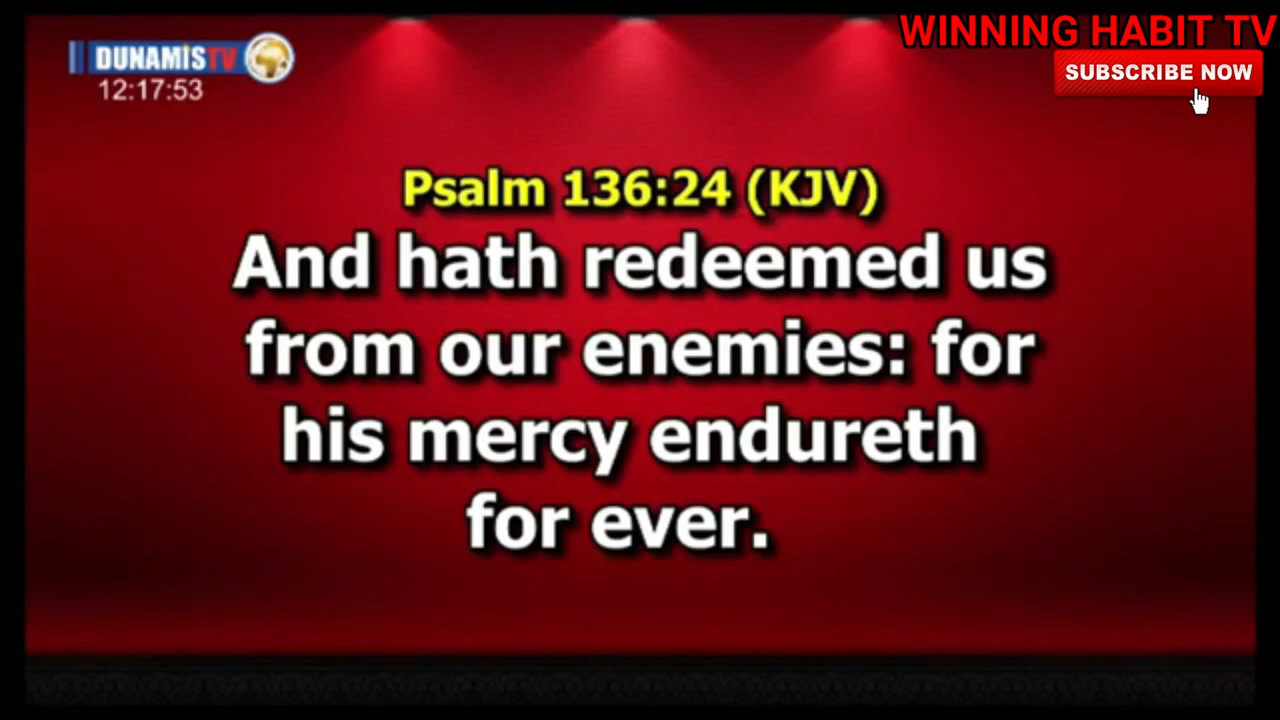 WINNING HABIT TV
DUNAMIS TV
SUBSCRIBE NOW
12:17:53
Psalm 136:24 (KJV)
And hath redeemed us
from our enemies: for
his mercy endureth
for ever.